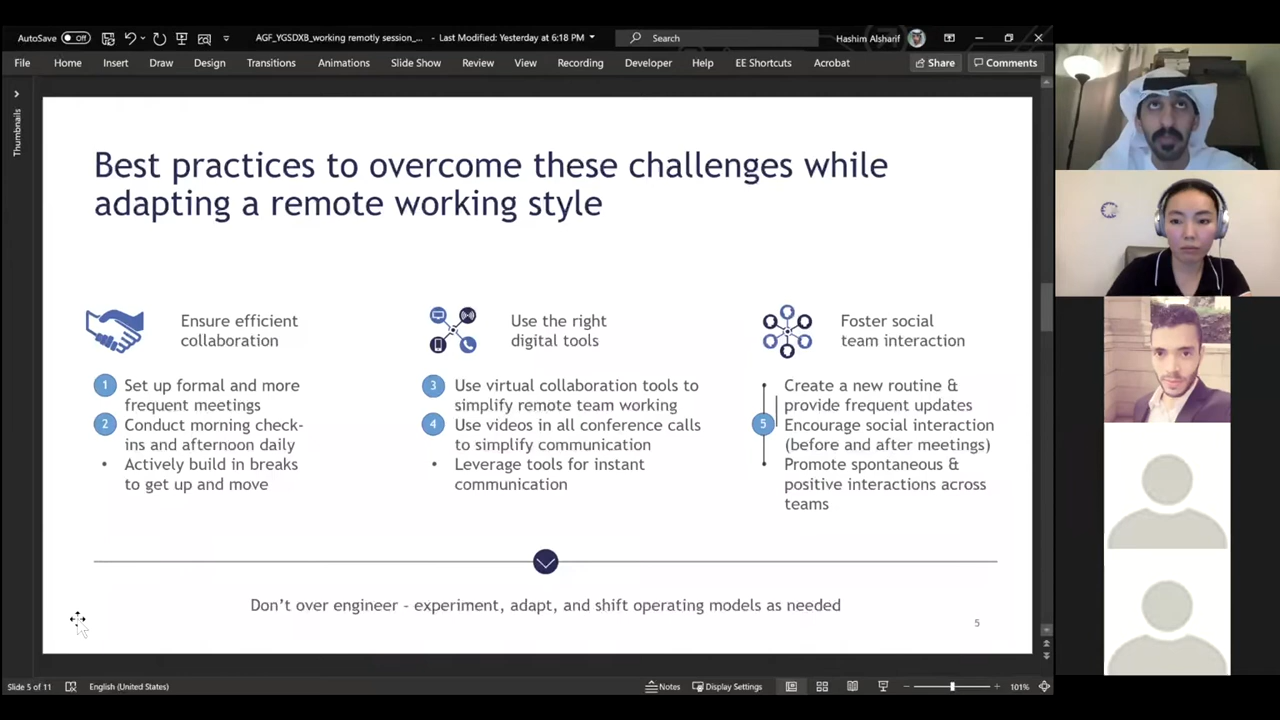 AutoSave Off AGF_YGSDXB_working remotly session_... - Last Modified: Yesterday at 6:18 PM Search Hashim Alsharif
File Home Insert Draw Design Transitions Animations Slide Show Review View Recording Developer Help EE Shortcuts Acrobat Share Comments
Thumbnails
Best practices to overcome these challenges while
adapting a remote working style
Ensure efficient
collaboration
1 Set up formal and more
frequent meetings
2 Conduct morning check-
ins and afternoon daily
• Actively build in breaks
to get up and move
Use the right
digital tools
3 Use virtual collaboration tools to
simplify remote team working
4 Use videos in all conference calls
to simplify communication
• Leverage tools for instant
communication
Foster social
team interaction
Create a new routine &
provide frequent updates
5 Encourage social interaction
(before and after meetings)
Promote spontaneous &
positive interactions across
teams
Don't over engineer - experiment, adapt, and shift operating models as needed
5
Slide 5 of 11 English (United States) Notes Display Settings 101%